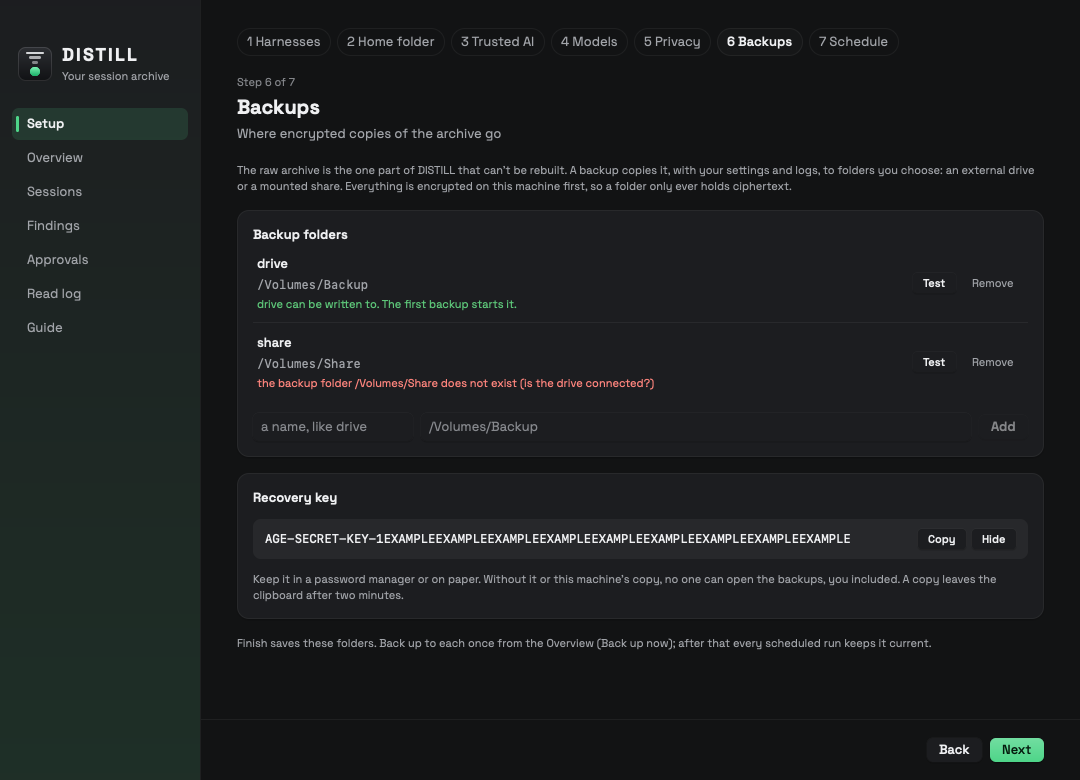 DISTILL
Your session archive
Setup
Overview
Sessions
Findings
Approvals
Read log
Guide
1 Harnesses
2 Home folder
3 Trusted AI
4 Models
5 Privacy
6 Backups
7 Schedule
Step 6 of 7
Backups
Where encrypted copies of the archive go
The raw archive is the one part of DISTILL that can't be rebuilt. A backup copies it, with your settings and logs, to folders you choose: an external drive
or a mounted share. Everything is encrypted on this machine first, so a folder only ever holds ciphertext.
Backup folders
drive
/Volumes/Backup
drive can be written to. The first backup starts it.
Test
Remove
share
/Volumes/Share
the backup folder /Volumes/Share does not exist (is the drive connected?)
Test
Remove
a name, like drive
/Volumes/Backup
Add
Recovery key
AGE-SECRET-KEY-1EXAMPLEEXAMPLEEXAMPLEEXAMPLEEXAMPLEEXAMPLEEXAMPLEEXAMPLEEXAMPLE
Copy
Hide
Keep it in a password manager or on paper. Without it or this machine's copy, no one can open the backups, you included. A copy leaves the
clipboard after two minutes.
Finish saves these folders. Back up to each once from the Overview (Back up now); after that every scheduled run keeps it current.
Back
Next